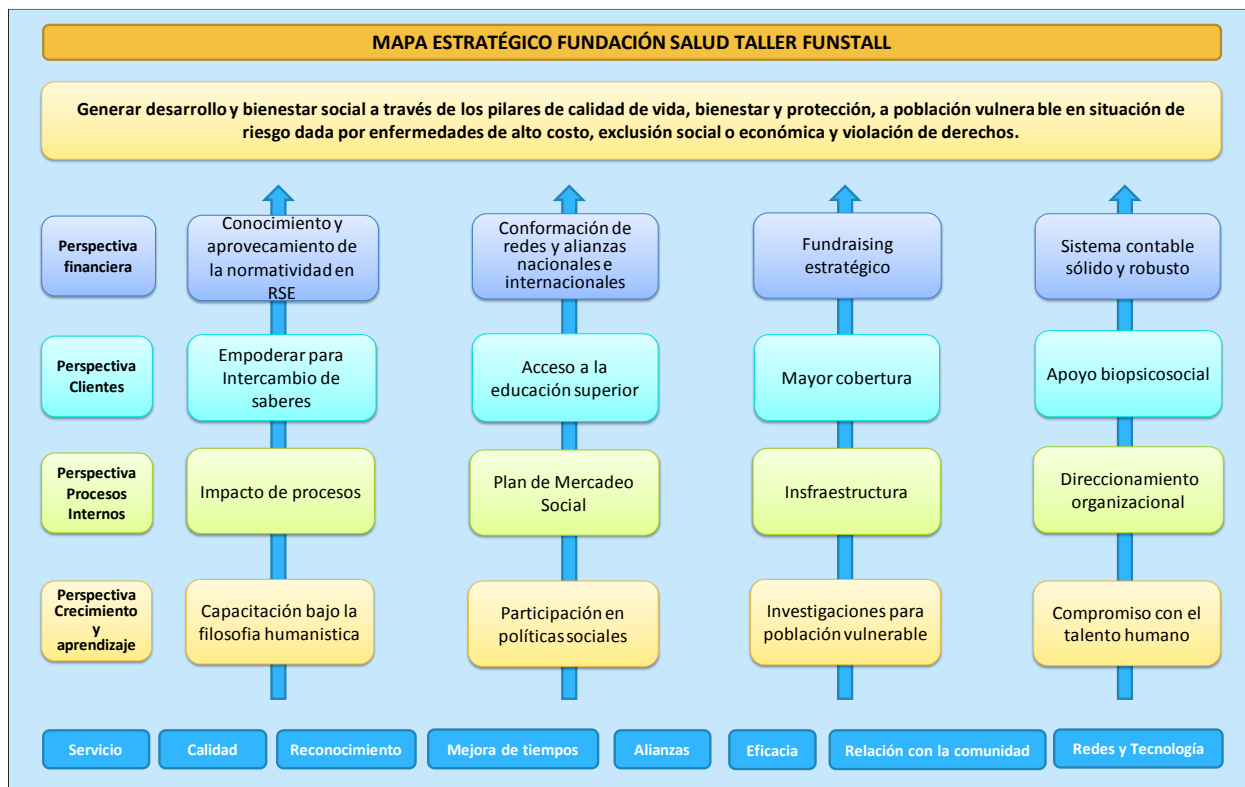 MAPA ESTRATÉGICO FUNDACIÓN SALUD TALLER FUNSTALL
Generar desarrollo y bienestar social a través de los pilares de calidad de vida, bienestar y protección, a población vulnerable en situación de
riesgo dada por enfermedades de alto costo, exclusión social o económica y violación de derechos.
Perspectiva
financiera
Conocimiento y
aprovecamiento de
la normatividad en
RSE
Conformación de
redes y alianzas
nacionales e
internacionales
Fundraising
estratégico
Sistema contable
sólido y robusto
Perspectiva
Clientes
Empoderar para
Intercambio de
saberes
Acceso a la
educación superior
Mayor cobertura
Apoyo biopsicosocial
Perspectiva
Procesos
Internos
Impacto de procesos
Plan de Mercadeo
Social
Insfraestructura
Direccionamiento
organizacional
Perspectiva
Crecimiento
y
aprendizaje
Capacitación bajo la
filosofia humanistica
Participación en
políticas sociales
Investigaciones para
población vulnerable
Compromiso con el
talento humano
Servicio
Calidad
Reconocimiento
Mejora de tiempos
Alianzas
Eficacia
Relación con la comunidad
Redes y Tecnología